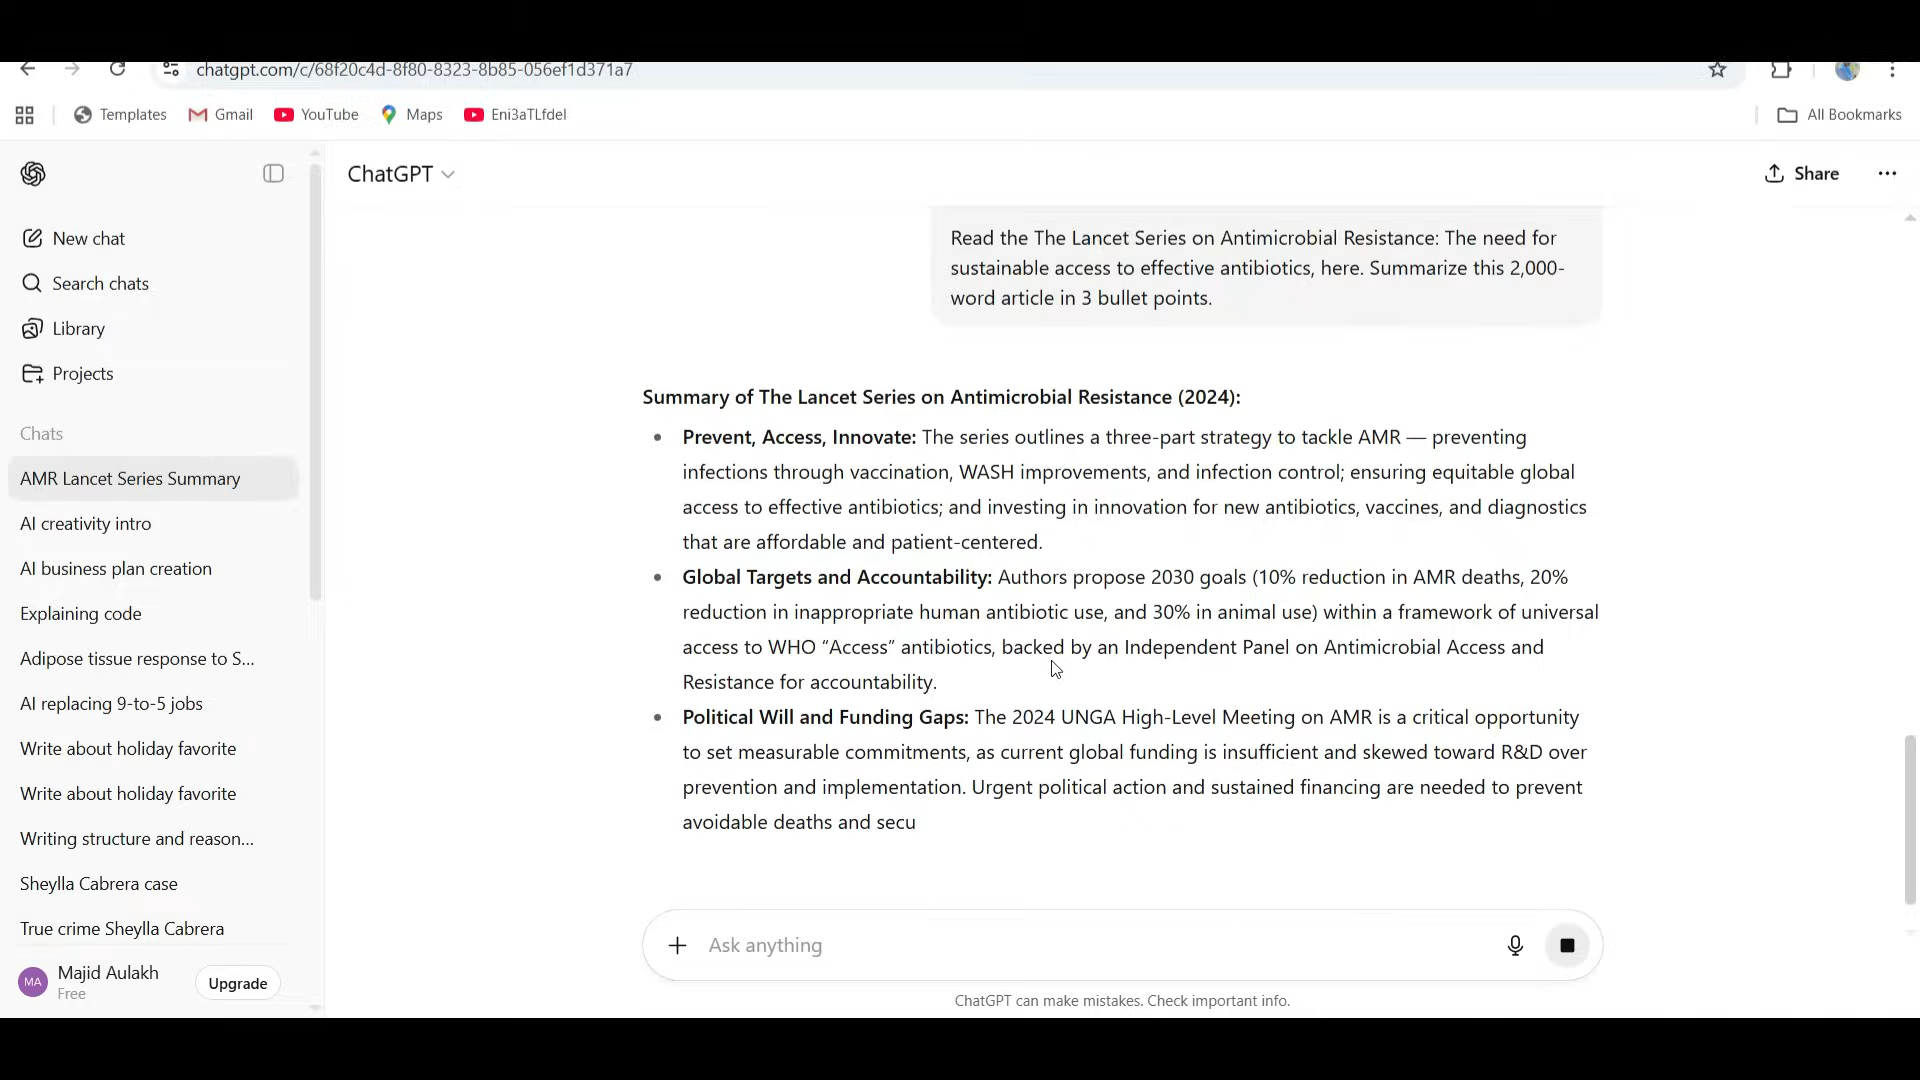 chatgpt.com/c/68f20c4d-8f80-8323-8b85-056ef1d371a7
Templates Gmail YouTube Maps Eni3aTLfdel All Bookmarks
ChatGPT Share
New chat
Search chats
Library
Projects
Chats
AMR Lancet Series Summary
AI creativity intro
AI business plan creation
Explaining code
Adipose tissue response to S...
AI replacing 9-to-5 jobs
Write about holiday favorite
Write about holiday favorite
Writing structure and reason...
Sheylla Cabrera case
True crime Sheylla Cabrera
MA Majid Aulakh
Free
Upgrade
Read the The Lancet Series on Antimicrobial Resistance: The need for
sustainable access to effective antibiotics, here. Summarize this 2,000-
word article in 3 bullet points.
Summary of The Lancet Series on Antimicrobial Resistance (2024):
• Prevent, Access, Innovate: The series outlines a three-part strategy to tackle AMR — preventing
infections through vaccination, WASH improvements, and infection control; ensuring equitable global
access to effective antibiotics; and investing in innovation for new antibiotics, vaccines, and diagnostics
that are affordable and patient-centered.
• Global Targets and Accountability: Authors propose 2030 goals (10% reduction in AMR deaths, 20%
reduction in inappropriate human antibiotic use, and 30% in animal use) within a framework of universal
access to WHO “Access” antibiotics, backed by an Independent Panel on Antimicrobial Access and
Resistance for accountability.
• Political Will and Funding Gaps: The 2024 UNGA High-Level Meeting on AMR is a critical opportunity
to set measurable commitments, as current global funding is insufficient and skewed toward R&D over
prevention and implementation. Urgent political action and sustained financing are needed to prevent
avoidable deaths and secu
Ask anything
ChatGPT can make mistakes. Check important info.